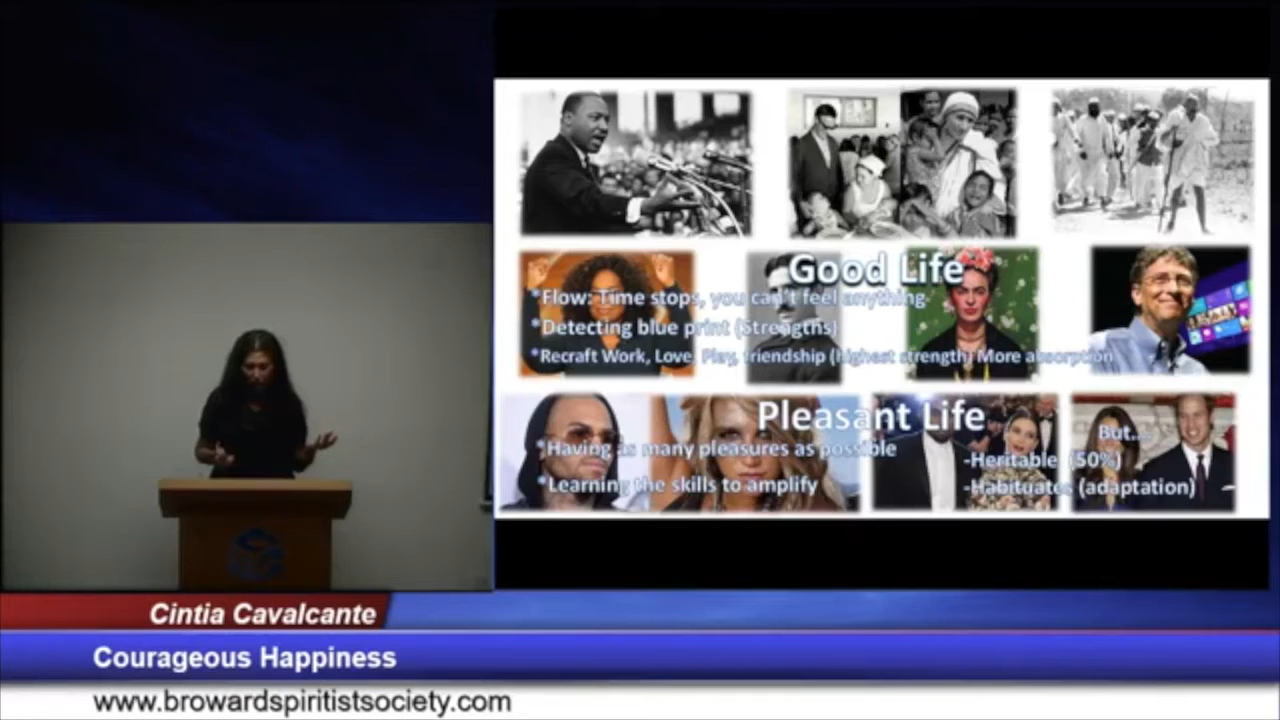 Good Life
*Flow: Time stops, you can't feel anything
*Detecting blue print (Strengths)
*Recraft Work, Love, Play, friendship (highest strength) More absorption
Pleasant Life
*Having as many pleasures as possible
*Learning the skills to amplify
But....
-Heritable (50%)
-Habituates (adaptation)
Cintia Cavalcante
Courageous Happiness
www.browardspiritistsociety.com